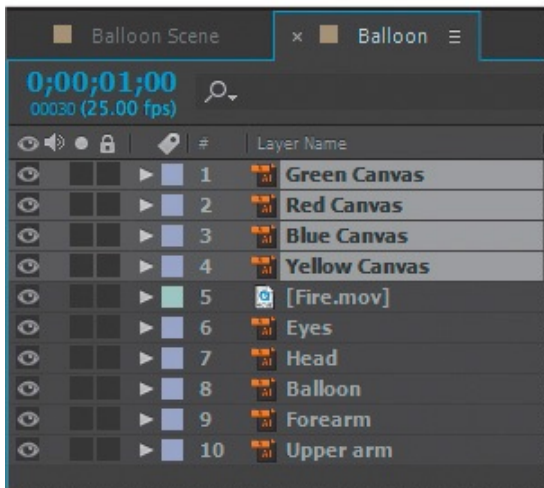 Balloon Scene × Balloon
0;00;01;00
00030 (25.00 fps)
# Layer Name
1 Green Canvas
2 Red Canvas
3 Blue Canvas
4 Yellow Canvas
5 [Fire.mov]
6 Eyes
7 Head
8 Balloon
9 Forearm
10 Upper arm